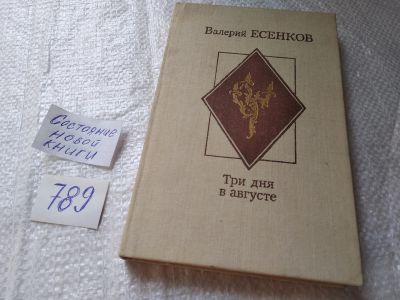 Валерий ЕСЕНКОВ
Три дня
в августе
Состояние
новой
книги
789